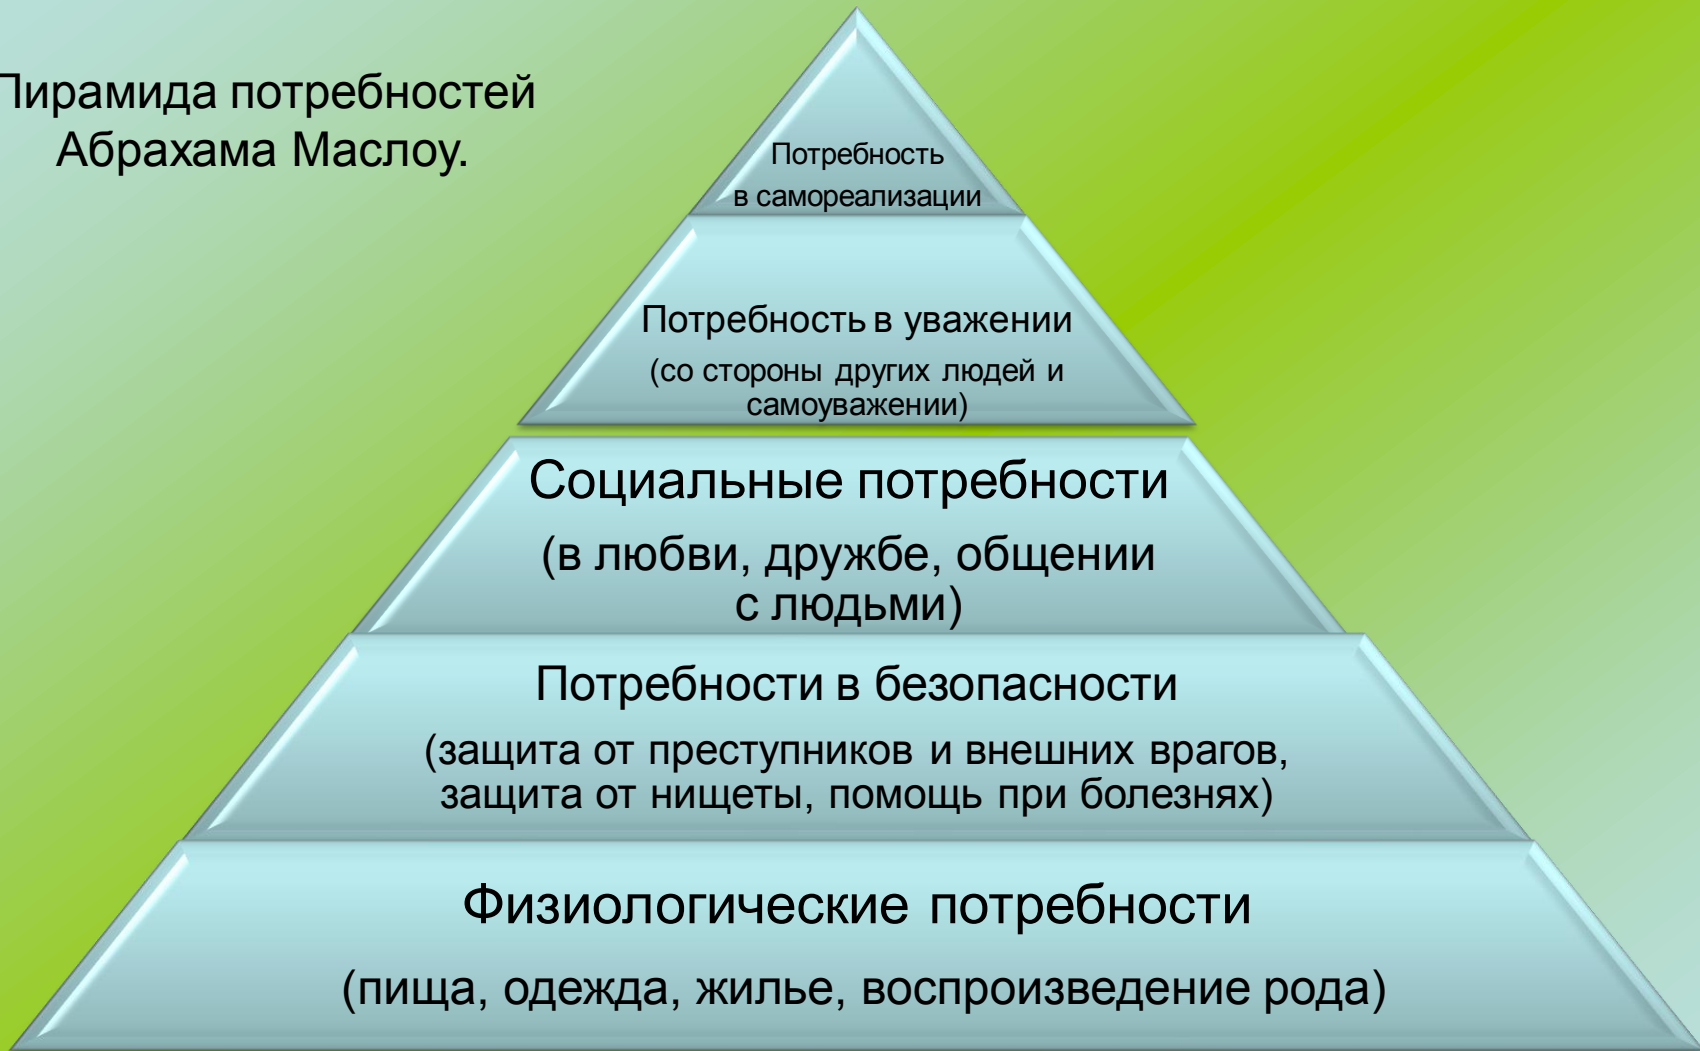 Пирамида потребностей
Абрахама Маслоу.
Потребность
в самореализации
Потребность в уважении
(со стороны других людей и
самоуважении)
Социальные потребности
(в любви, дружбе, общении
с людьми)
Потребности в безопасности
(защита от преступников и внешних врагов,
защита от нищеты, помощь при болезнях)
Физиологические потребности
(пища, одежда, жилье, воспроизведение рода)